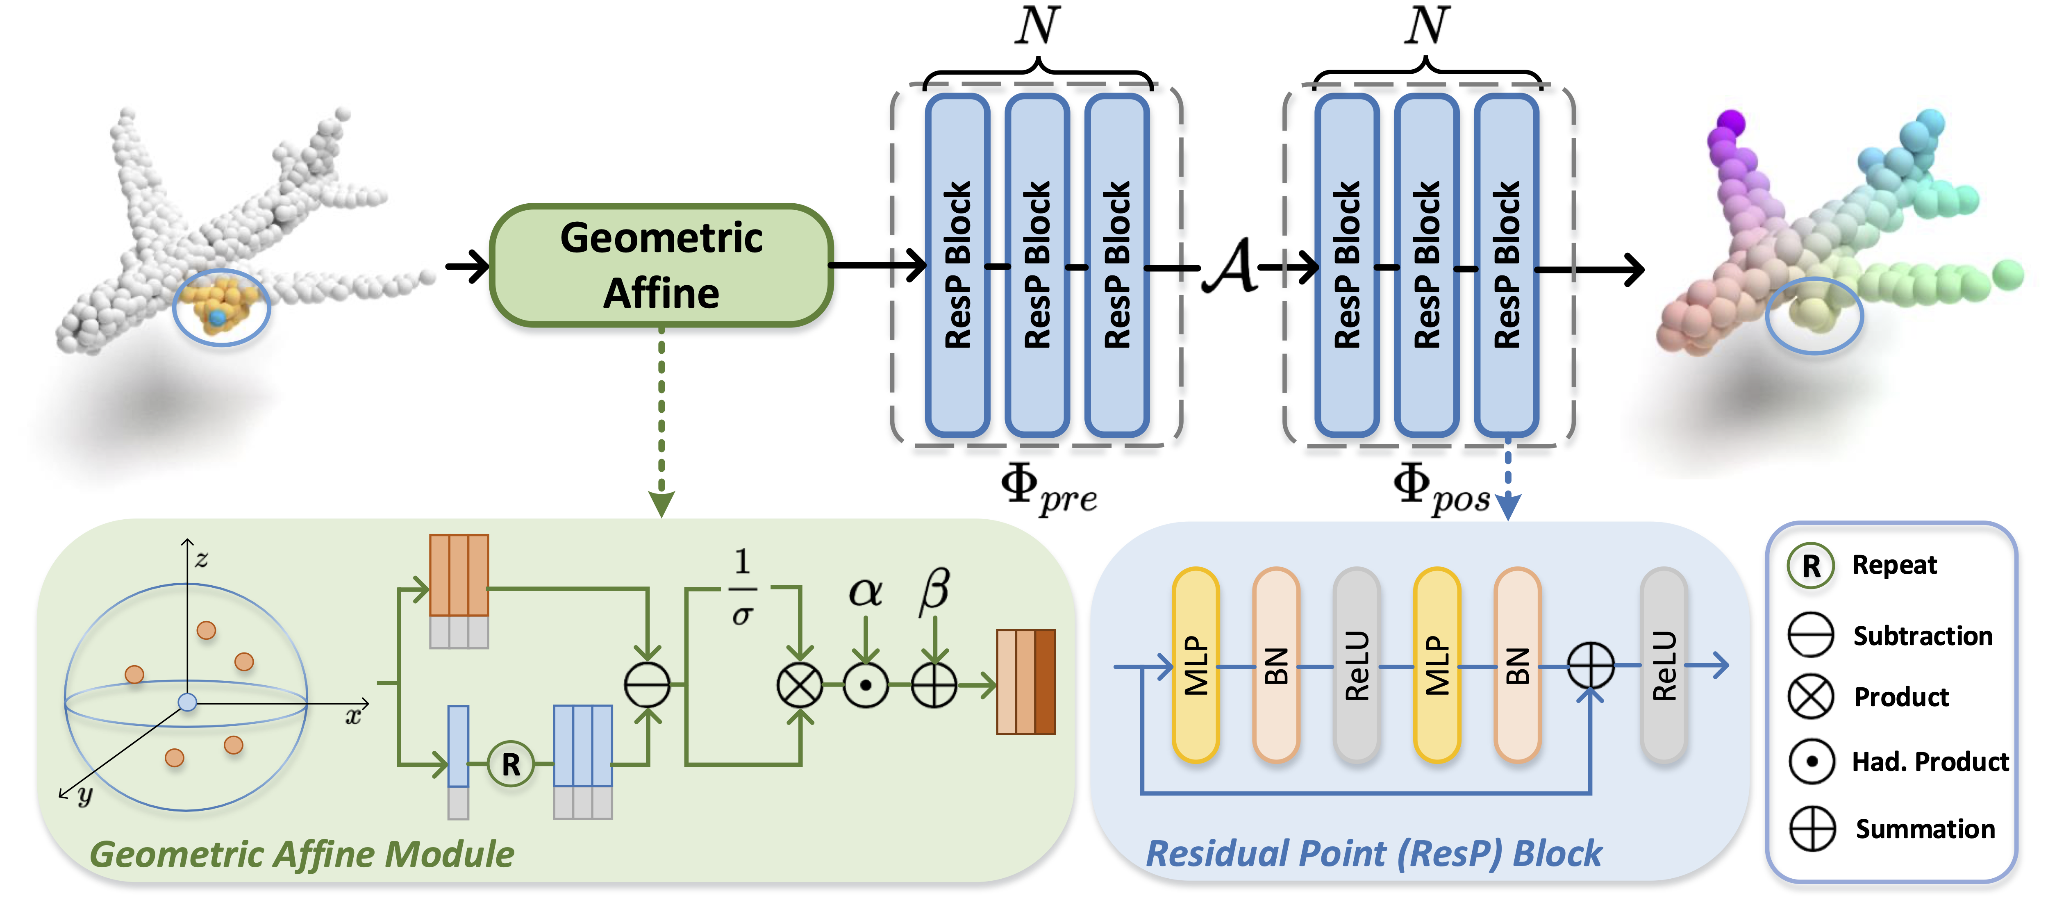 N
N
Geometric
Affine
ResP Block
ResP Block
ResP Block
𝒜
ResP Block
ResP Block
ResP Block
Φpre
Φpos
z
x
y
R
1
σ
α
β
Geometric Affine Module
MLP
BN
ReLU
MLP
BN
ReLU
Residual Point (ResP) Block
R Repeat
Subtraction
Product
Had. Product
Summation